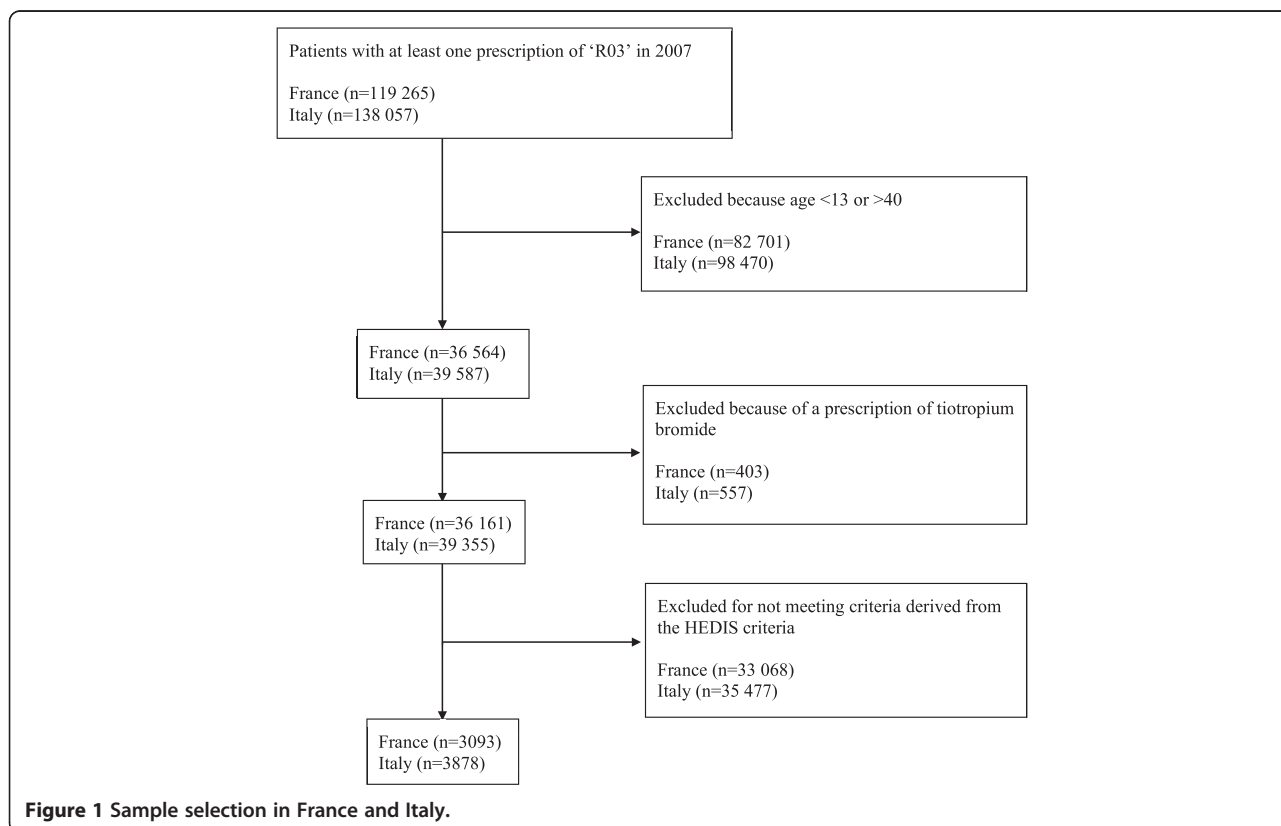 Patients with at least one prescription of ‘R03’ in 2007
France (n=119 265)
Italy (n=138 057)
Excluded because age <13 or >40
France (n=82 701)
Italy (n=98 470)
France (n=36 564)
Italy (n=39 587)
Excluded because of a prescription of tiotropium
bromide
France (n=403)
Italy (n=557)
France (n=36 161)
Italy (n=39 355)
Excluded for not meeting criteria derived from
the HEDIS criteria
France (n=33 068)
Italy (n=35 477)
France (n=3093)
Italy (n=3878)
Figure 1 Sample selection in France and Italy.